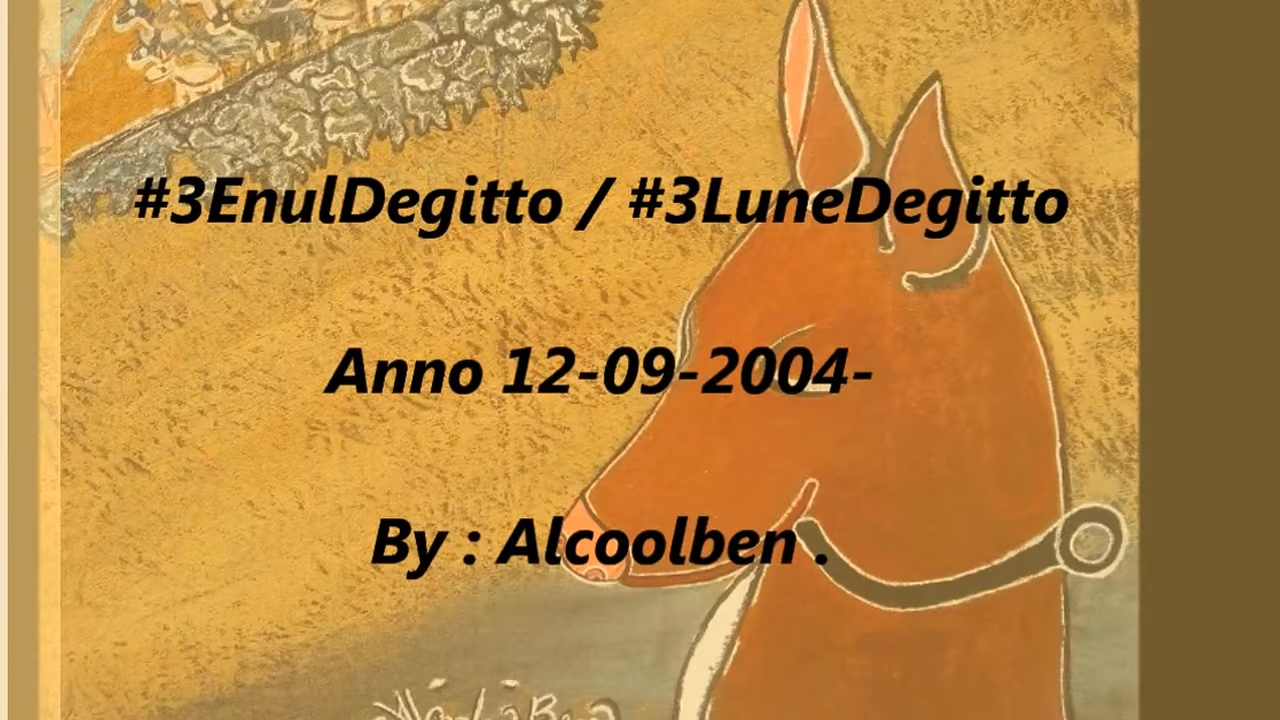 #3EnulDegitto / #3LuneDegitto
Anno 12-09-2004-
By : Alcoolben .